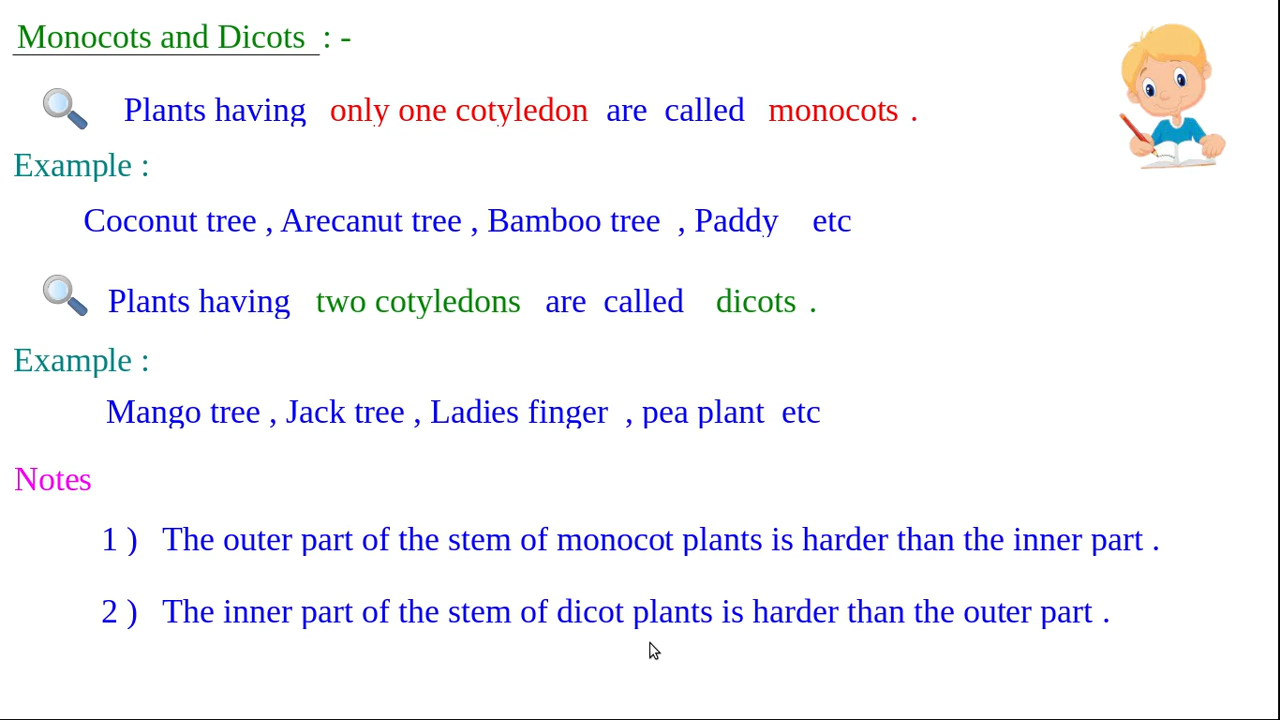 Monocots and Dicots : -
Plants having only one cotyledon are called monocots .
Example :
Coconut tree , Arecanut tree , Bamboo tree , Paddy etc
Plants having two cotyledons are called dicots .
Example :
Mango tree , Jack tree , Ladies finger , pea plant etc
Notes
1 ) The outer part of the stem of monocot plants is harder than the inner part .
2 ) The inner part of the stem of dicot plants is harder than the outer part .